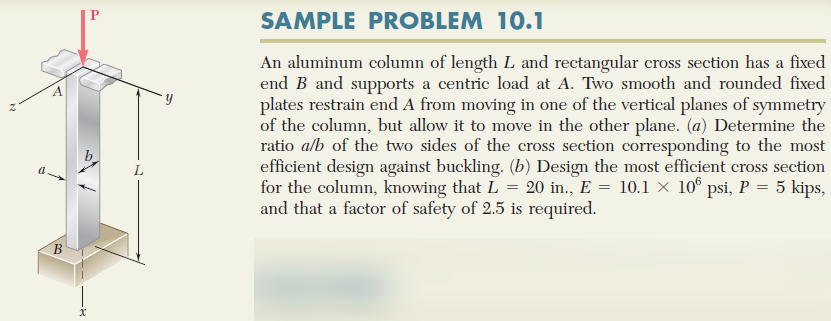 P
SAMPLE PROBLEM 10.1
An aluminum column of length L and rectangular cross section has a fixed
end B and supports a centric load at A. Two smooth and rounded fixed
plates restrain end A from moving in one of the vertical planes of symmetry
of the column, but allow it to move in the other plane. (a) Determine the
ratio a/b of the two sides of the cross section corresponding to the most
efficient design against buckling. (b) Design the most efficient cross section
for the column, knowing that L = 20 in., E = 10.1 × 10⁶ psi, P = 5 kips,
and that a factor of safety of 2.5 is required.
A
y
z
b
a
L
B
x